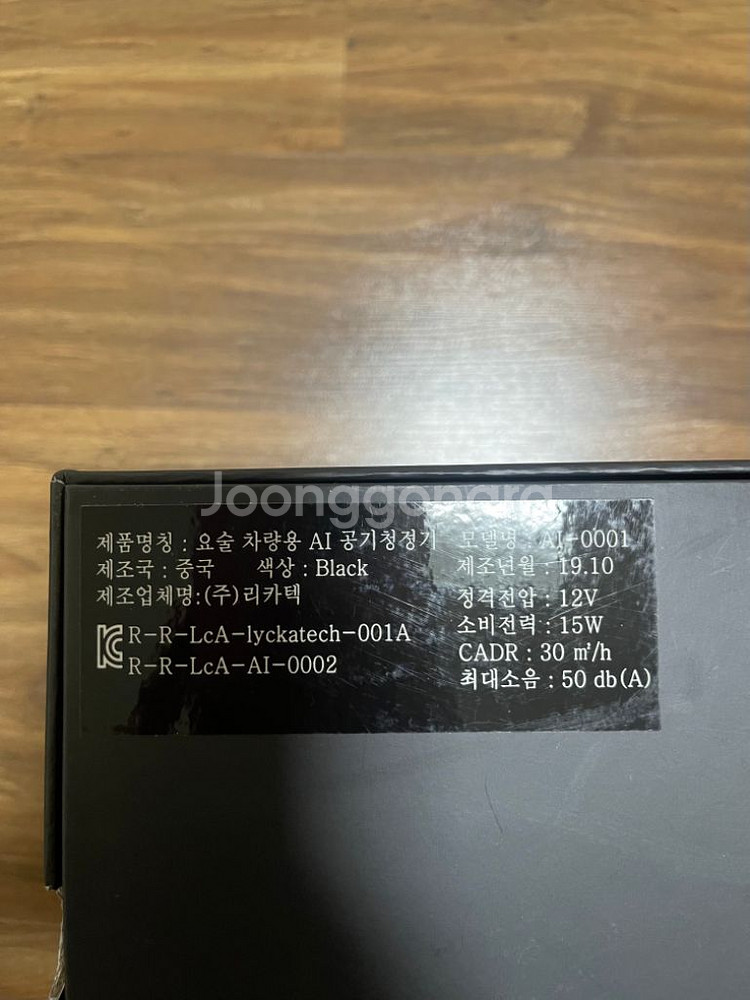 Joonggonara
제품명칭 : 요술 차량용 AI 공기청정기
제조국 : 중국 색상 : Black
제조업체명:(주)리카텍
R-R-LcA-lyckatech-001A
R-R-LcA-AI-0002
모델명 : AI-0001
제조년월 : 19.10
정격전압 : 12V
소비전력 : 15W
CADR : 30 m³/h
최대소음 : 50 db(A)